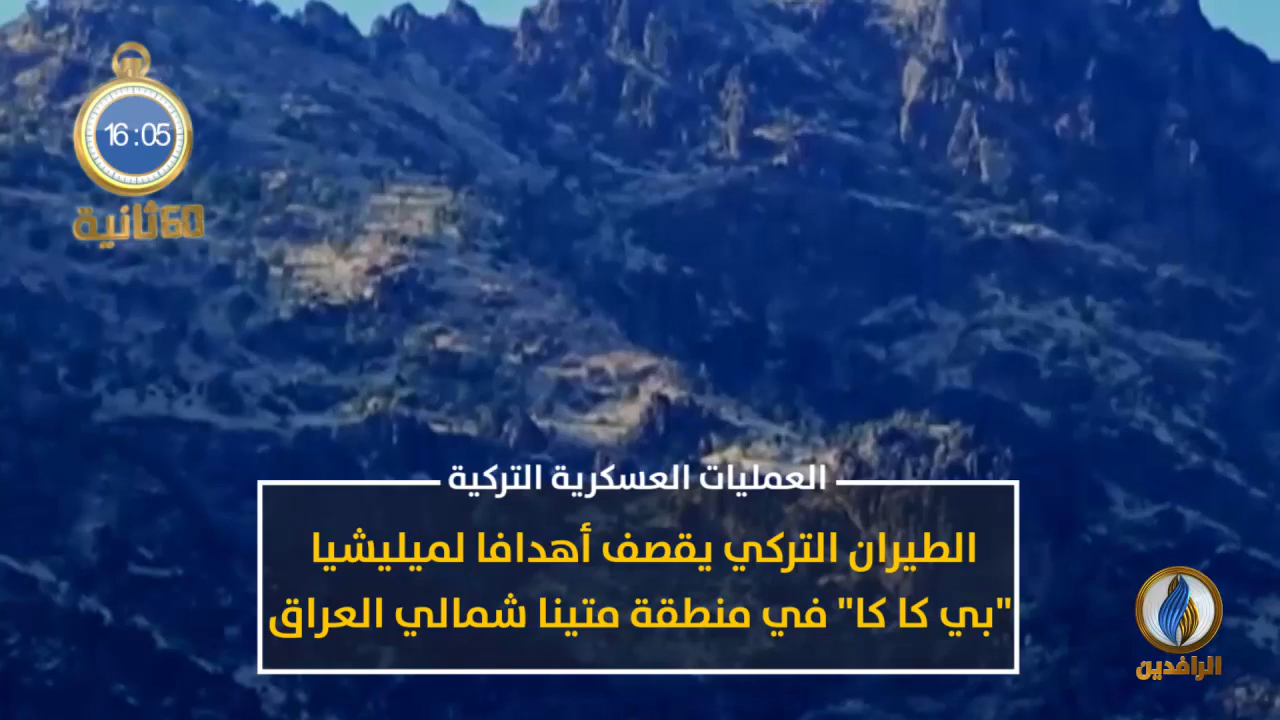 16:05
60ثانية
العمليات العسكرية التركية
الطيران التركي يقصف أهدافا لميليشيا
"بي كا كا" في منطقة متينا شمالي العراق
الرافدين